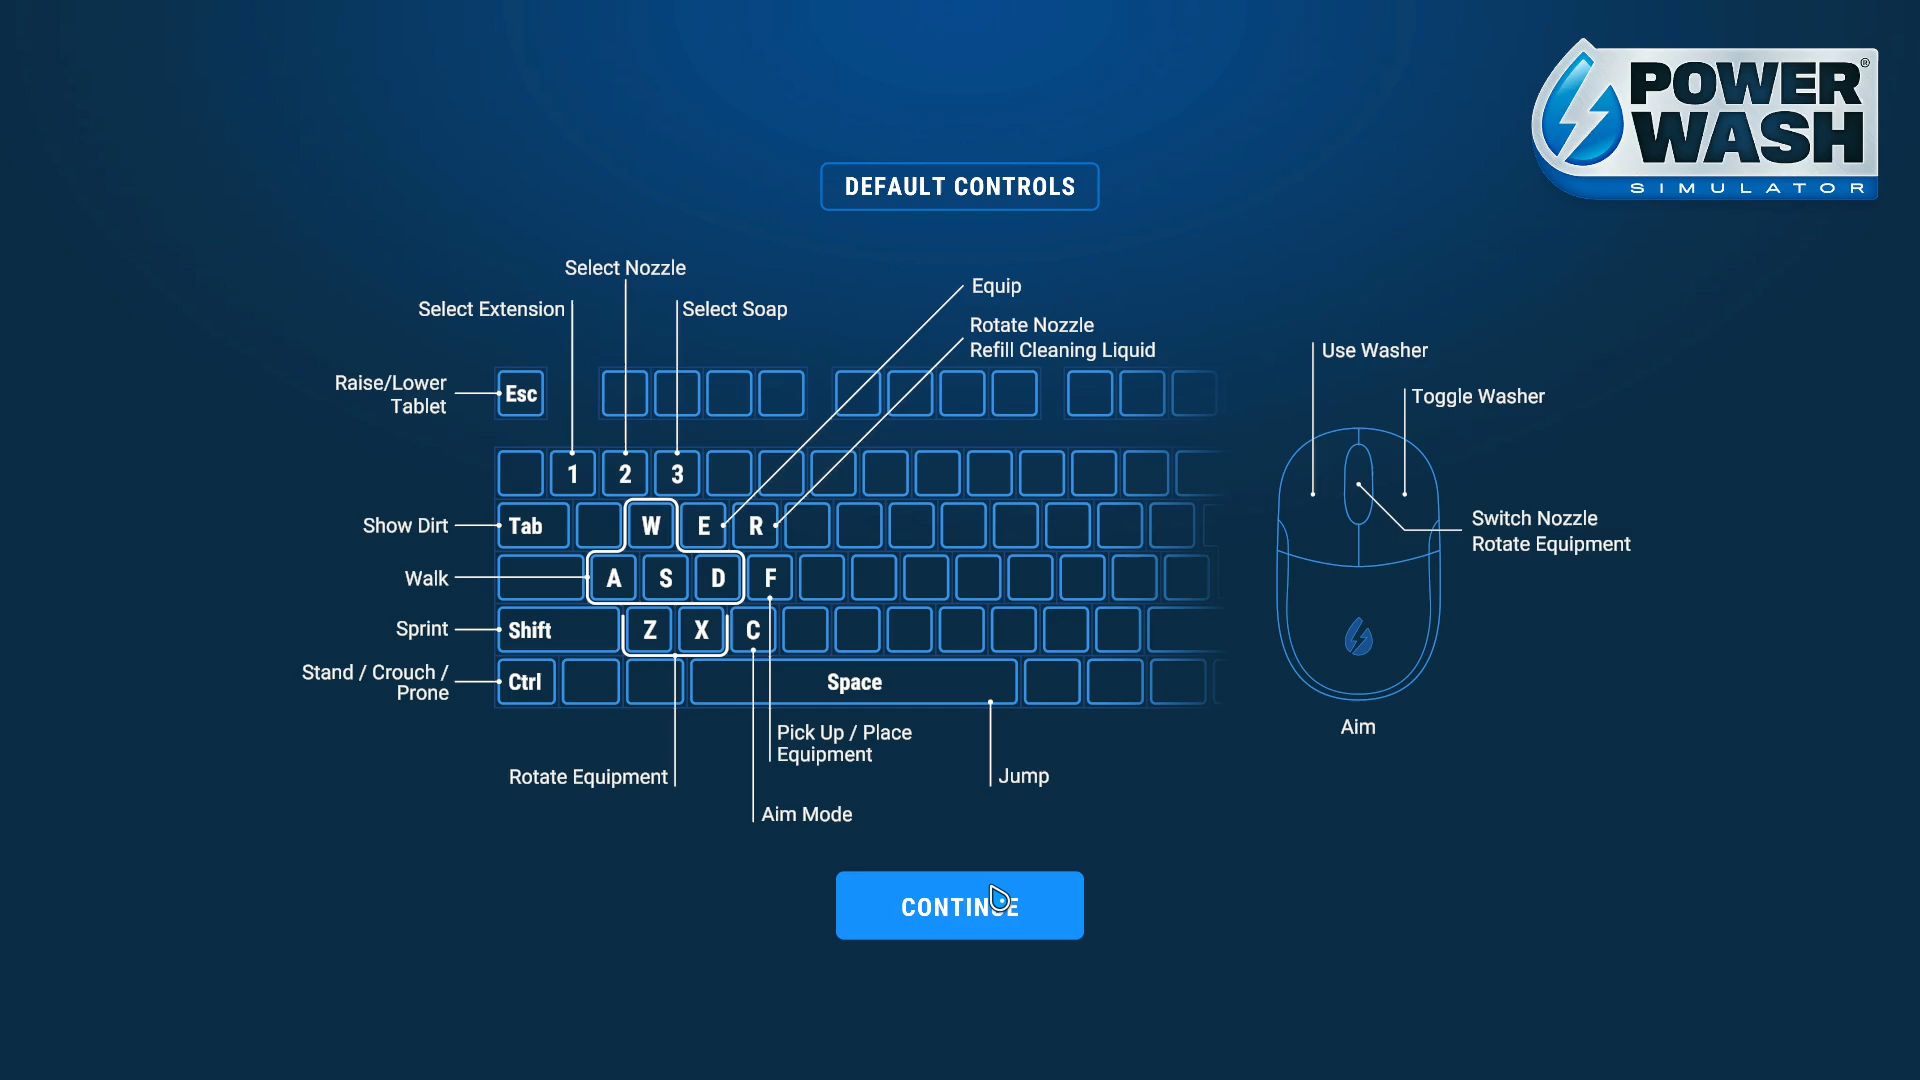 POWER®
WASH
SIMULATOR
DEFAULT CONTROLS
Select Nozzle
Select Extension
Select Soap
Equip
Rotate Nozzle
Refill Cleaning Liquid
Use Washer
Toggle Washer
Raise/Lower
Tablet
Esc
1 2 3
Show Dirt
Tab W E R
Switch Nozzle
Rotate Equipment
Walk
A S D F
Sprint
Shift Z X C
Stand / Crouch /
Prone
Ctrl Space
Aim
Pick Up / Place
Equipment
Rotate Equipment
Jump
Aim Mode
CONTINUE